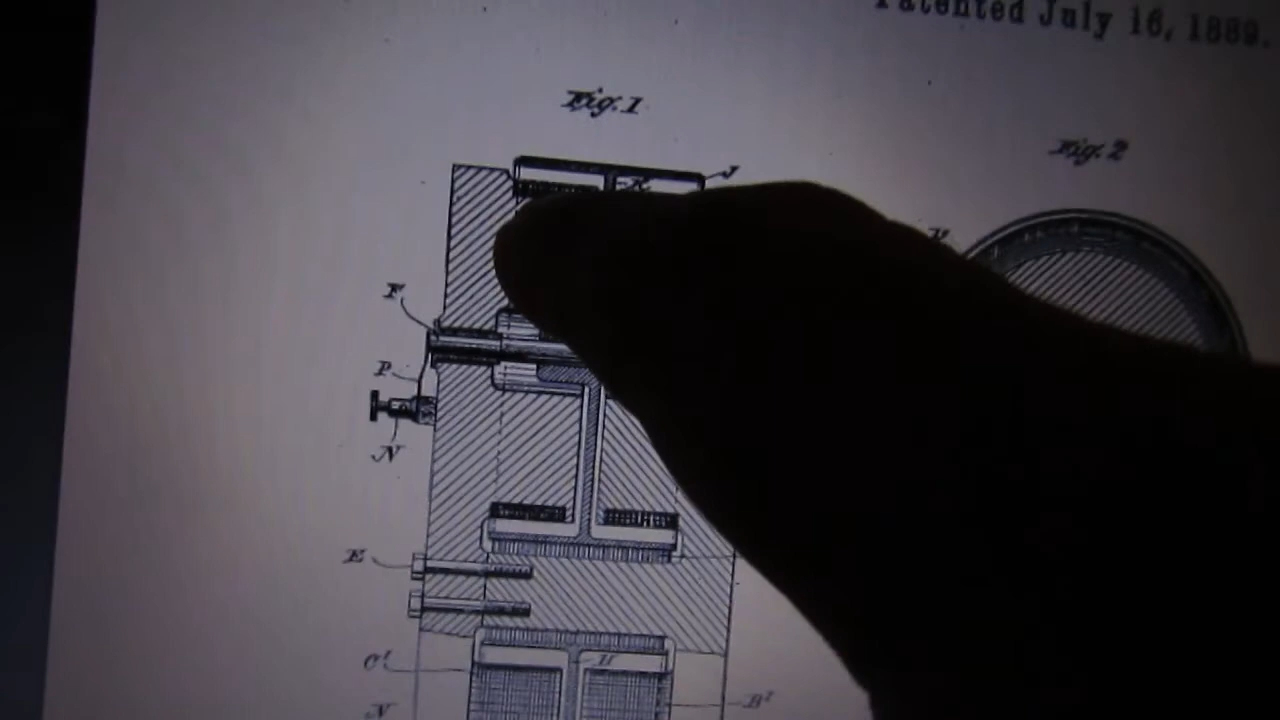 Patented July 16, 1889.
Fig. 1
Fig. 2
J
K
F
P
N
E
C'
H
N
B'